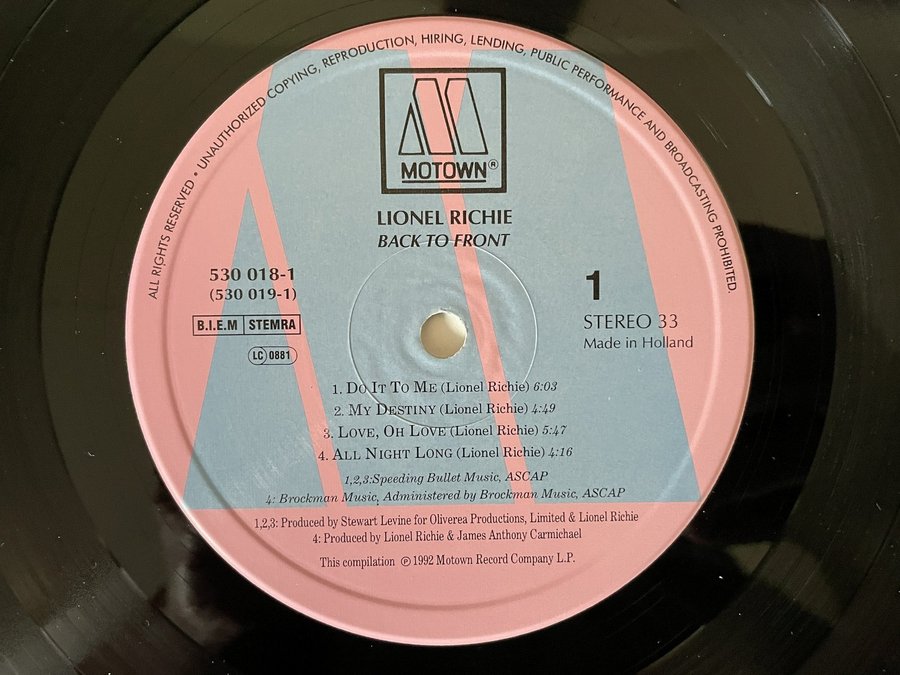 ALL RIGHTS RESERVED • UNAUTHORIZED COPYING, REPRODUCTION, HIRING, LENDING, PUBLIC PERFORMANCE AND BROADCASTING PROHIBITED.
MOTOWN®
LIONEL RICHIE
BACK TO FRONT
530 018-1
(530 019-1)
B.I.E.M STEMRA
LC 0881
1
STEREO 33
Made in Holland
1. DO IT TO ME (Lionel Richie) 6:03
2. MY DESTINY (Lionel Richie) 4:49
3. LOVE, OH LOVE (Lionel Richie) 5:47
4. ALL NIGHT LONG (Lionel Richie) 4:16
1,2,3:Speeding Bullet Music, ASCAP
4: Brockman Music, Administered by Brockman Music, ASCAP
1,2,3: Produced by Stewart Levine for Oliverea Productions, Limited & Lionel Richie
4: Produced by Lionel Richie & James Anthony Carmichael
This compilation ℗ 1992 Motown Record Company L.P.